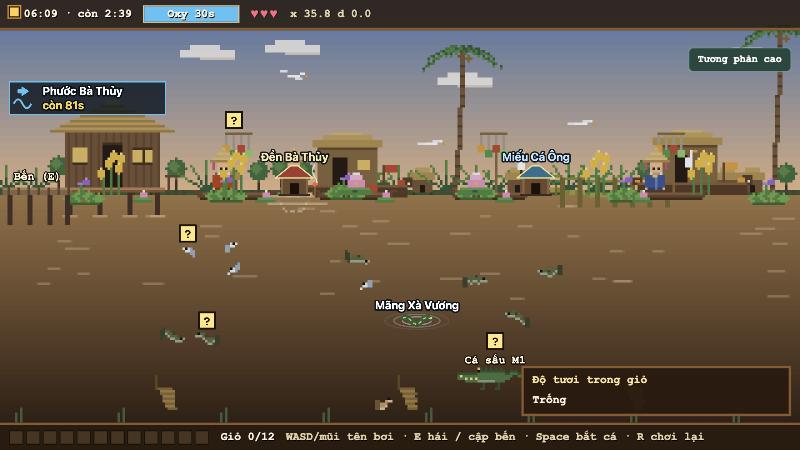 06:09 · còn 2:39
Oxy 30s
♥♥♥ x 35.8 d 0.0
Tương phản cao
Phước Bà Thủy
còn 81s
?
Đền Bà Thủy
Miếu Cá Ông
Bến (E)
?
Mãng Xà Vương
?
?
Cá sấu M1
Độ tươi trong giỏ
Trống
Giỏ 0/12 WASD/mũi tên bơi · E hái / cập bến · Space bắt cá · R chơi lại